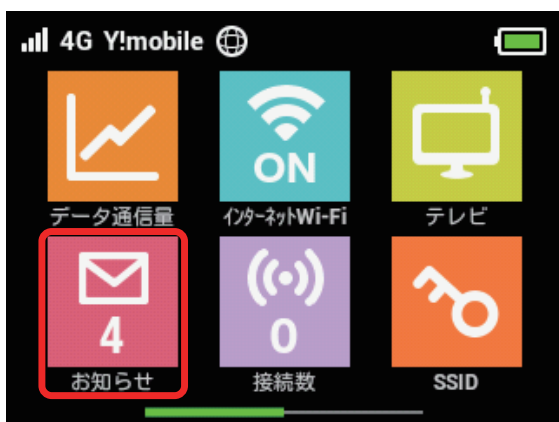 4G Y!mobile
ON
データ通信量
インターネットWi-Fi
テレビ
4
0
お知らせ
接続数
SSID